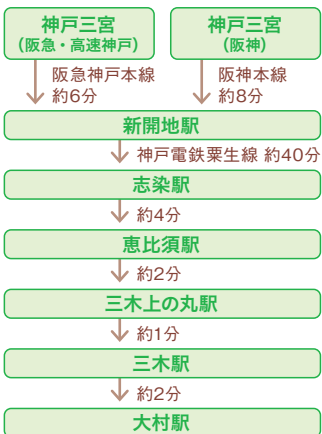 神戸三宮
(阪急・高速神戸)
神戸三宮
(阪神)
阪急神戸本線
約6分
阪神本線
約8分
新開地駅
神戸電鉄粟生線 約40分
志染駅
約4分
恵比須駅
約2分
三木上の丸駅
約1分
三木駅
約2分
大村駅